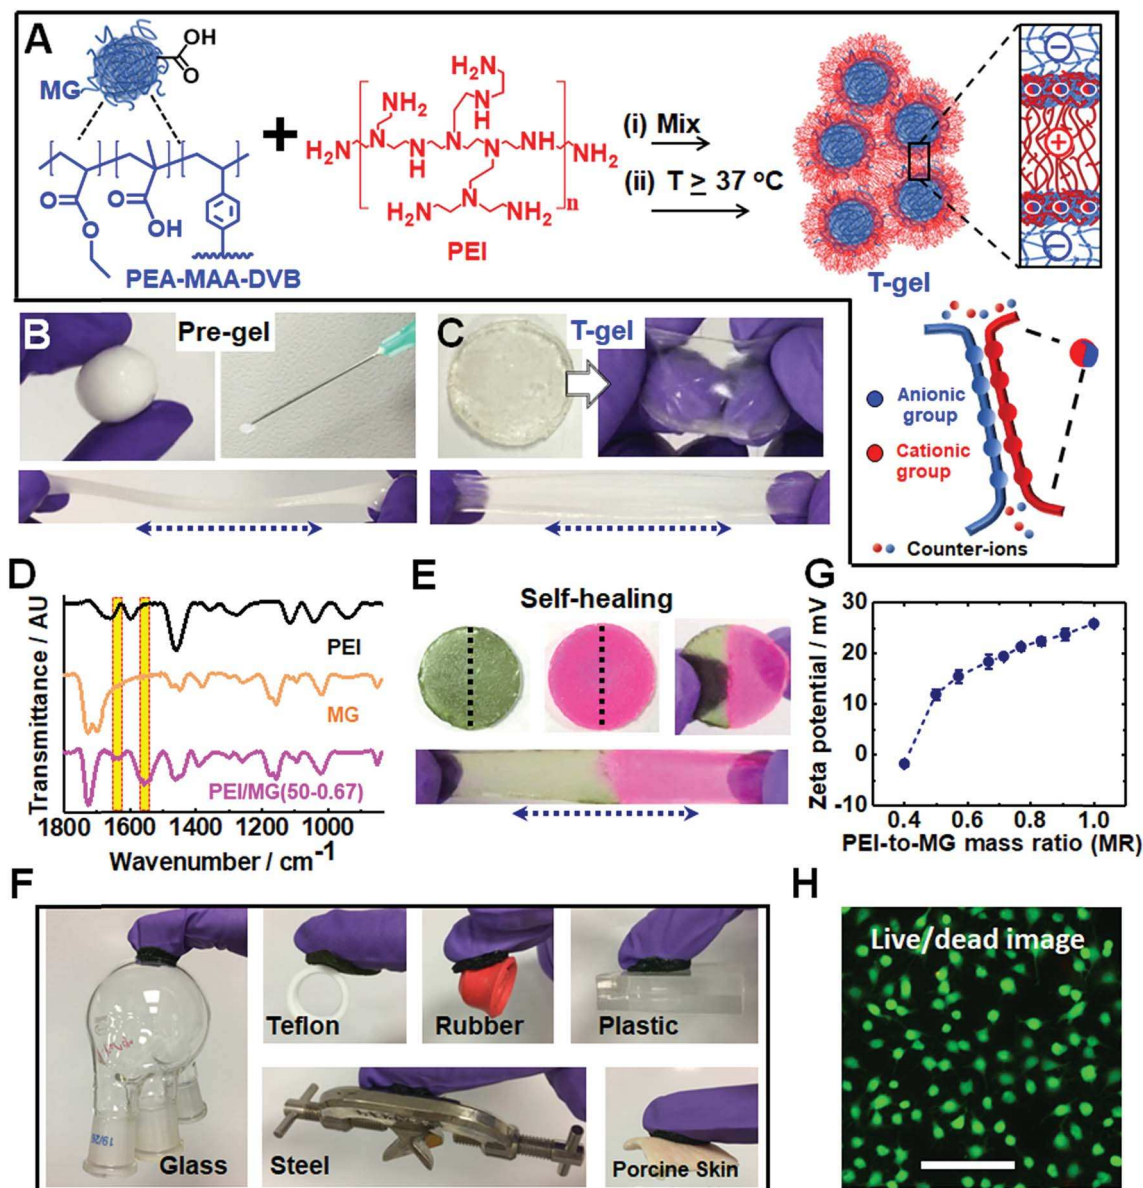 A
OH
O
MG
+
H₂N
NH₂
NH₂
N
N
H
H₂N
N
N
N
NH
NH₂
N
H
N
H₂N
NH₂
n
PEI
O
O
O
OH
PEA-MAA-DVB
(i) Mix
(ii) T ≥ 37 °C
T-gel
−
+
−
Anionic
group
Cationic
group
Counter-ions
B
Pre-gel
C
T-gel
D
Transmittance / AU
PEI
MG
PEI/MG(50-0.67)
1800 1600 1400 1200 1000
Wavenumber / cm⁻¹
E
Self-healing
G
Zeta potential / mV
30
20
10
0
-10
0.4 0.6 0.8 1.0
PEI-to-MG mass ratio (MR)
F
Glass
Teflon
Rubber
Plastic
Steel
Porcine Skin
H
Live/dead image